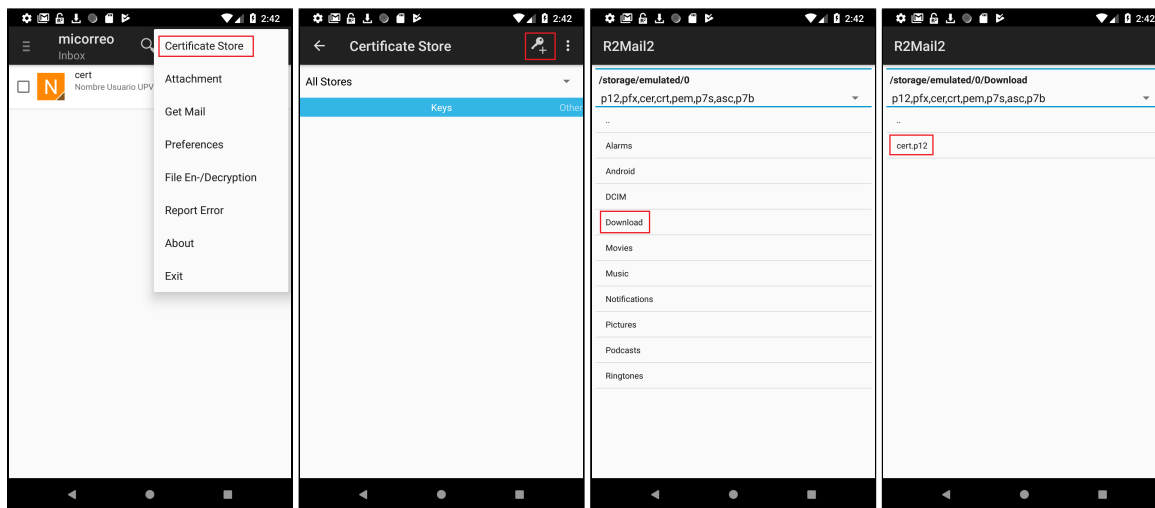 2:42
micorreo
Inbox
cert
Nombre Usuario UPV
Certificate Store
Attachment
Get Mail
Preferences
File En-/Decryption
Report Error
About
Exit
2:42
Certificate Store
All Stores
Keys
Other
2:42
R2Mail2
/storage/emulated/0
p12,pfx,cer,crt,pem,p7s,asc,p7b
..
Alarms
Android
DCIM
Download
Movies
Music
Notifications
Pictures
Podcasts
Ringtones
2:42
R2Mail2
/storage/emulated/0/Download
p12,pfx,cer,crt,pem,p7s,asc,p7b
..
cert.p12